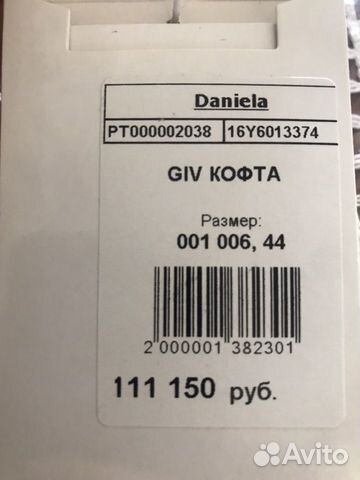 Daniela
PT000002038 16Y6013374
GIV КОФТА
Размер:
001 006, 44
2 000001 382301
111 150 руб.
Avito